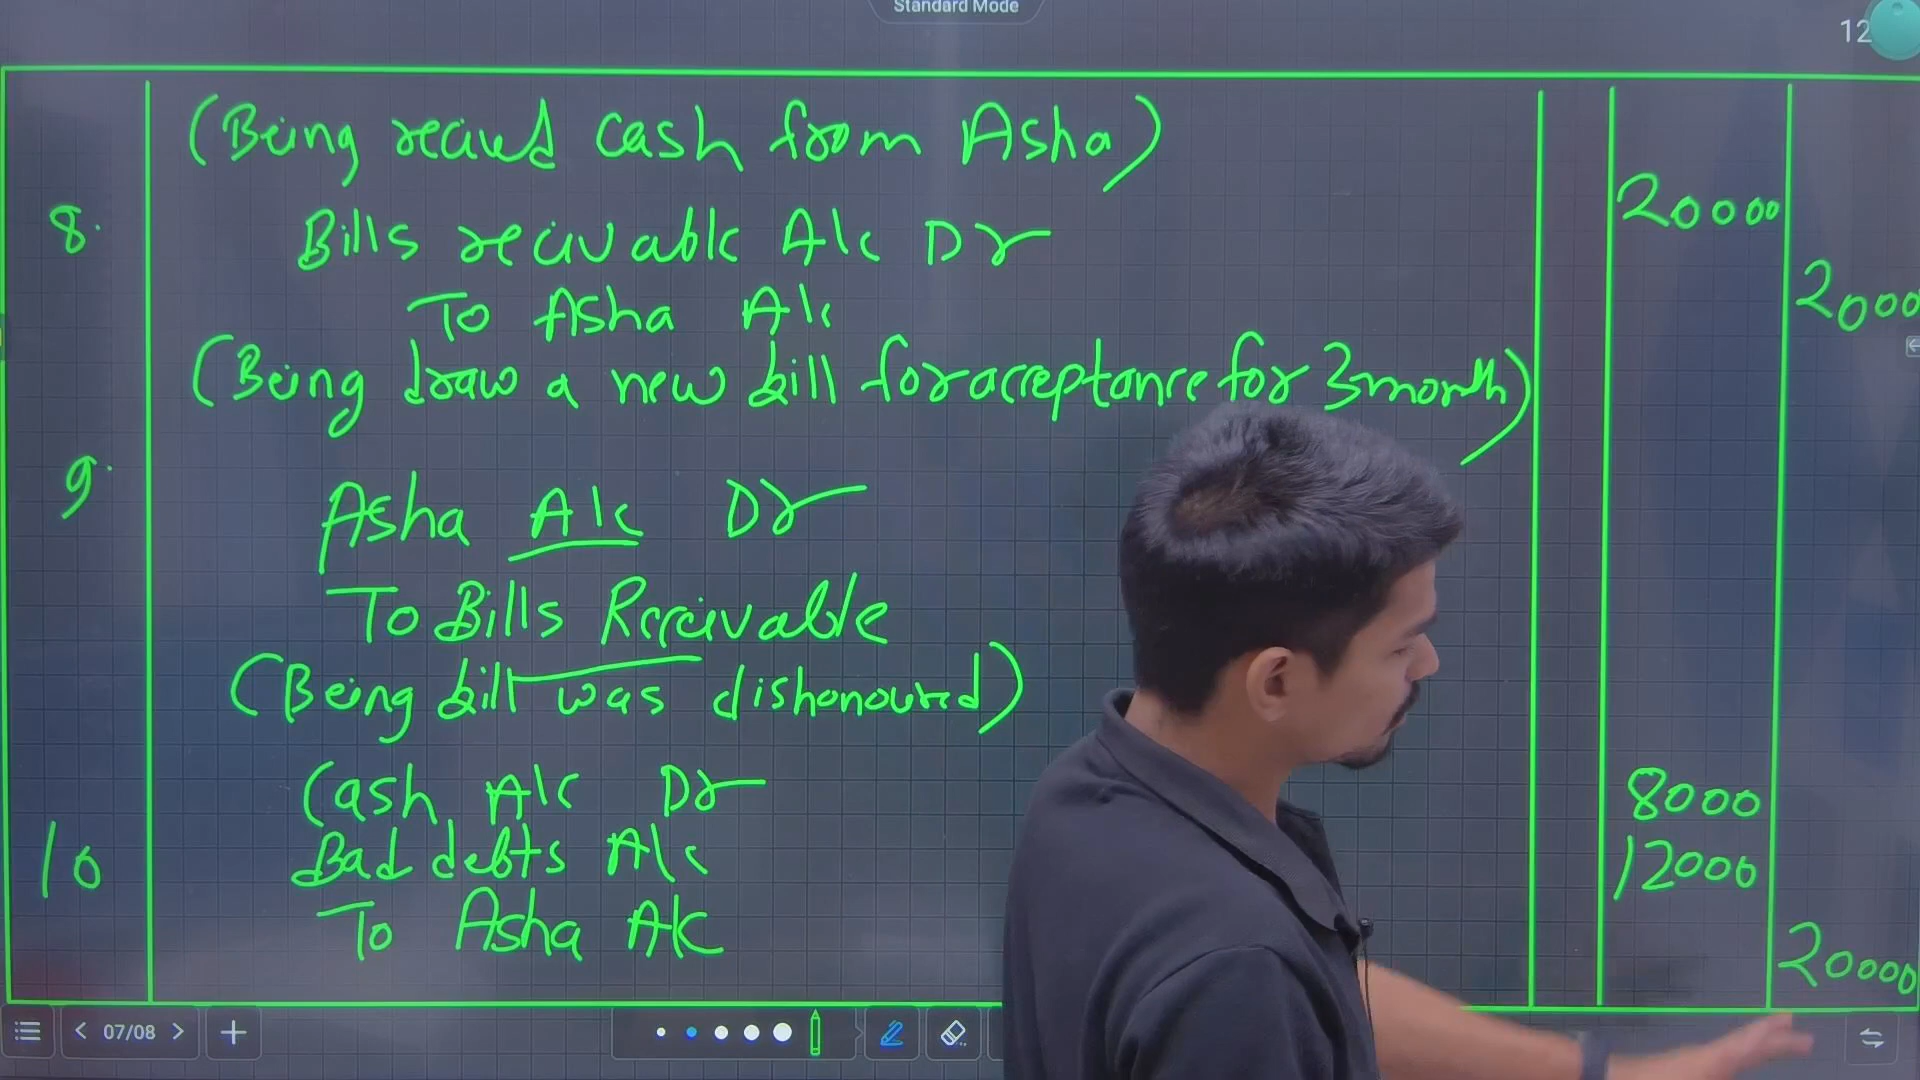 Standard Mode
12
(Being recived cash from Asha)
8. Bills recivable A/c Dr 20000
To Asha A/c 2000
(Being draw a new bill for acceptance for 3 month)
9. Asha A/c Dr
To Bills Receivable
(Being bill was dishonoured)
Cash A/c Dr 8000
10 Bad debts A/c 12000
To Asha A/c 20000
07/08